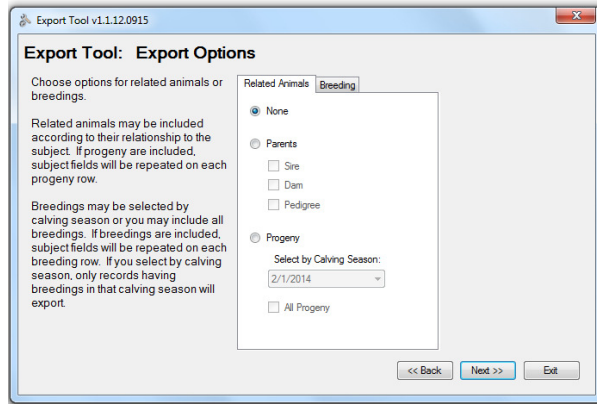 Export Tool v1.1.12.0915
x
Export Tool:  Export Options
Choose options for related animals or
breedings.
Related animals may be included
according to their relationship to the
subject.  If progeny are included,
subject fields will be repeated on each
progeny row.
Breedings may be selected by
calving season or you may include all
breedings.  If breedings are included,
subject fields will be repeated on each
breeding row.  If you select by calving
season, only records having
breedings in that calving season will
export.
Related Animals
Breeding
None
Parents
Sire
Dam
Pedigree
Progeny
Select by Calving Season:
2/1/2014
All Progeny
<< Back
Next >>
Exit